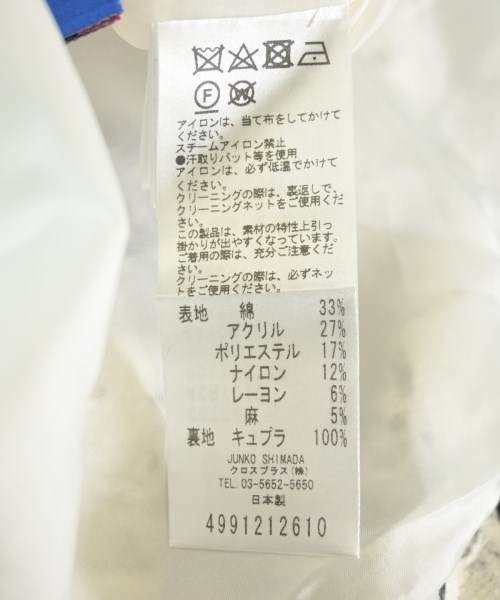 F W
アイロンは、当て布をしてかけて
ください。
スチームアイロン禁止
●汗取りパット等を使用
アイロンは、必ず低温でかけて
ください。
クリーニングの際は、裏返しで、
クリーニングネットをご使用くだ
さい。
この製品は、素材の特性上引っ
掛かりが出やすくなっています。
ご着用の際は、充分ご注意くだ
さい。
クリーニングの際は、必ずネッ
トをご使用ください。
表地 綿 33%
アクリル 27%
ポリエステル 17%
ナイロン 12%
レーヨン 6%
麻 5%
裏地 キュプラ 100%
JUNKO SHIMADA
クロスプラス(株)
TEL.03-5652-5650
日本製
4991212610